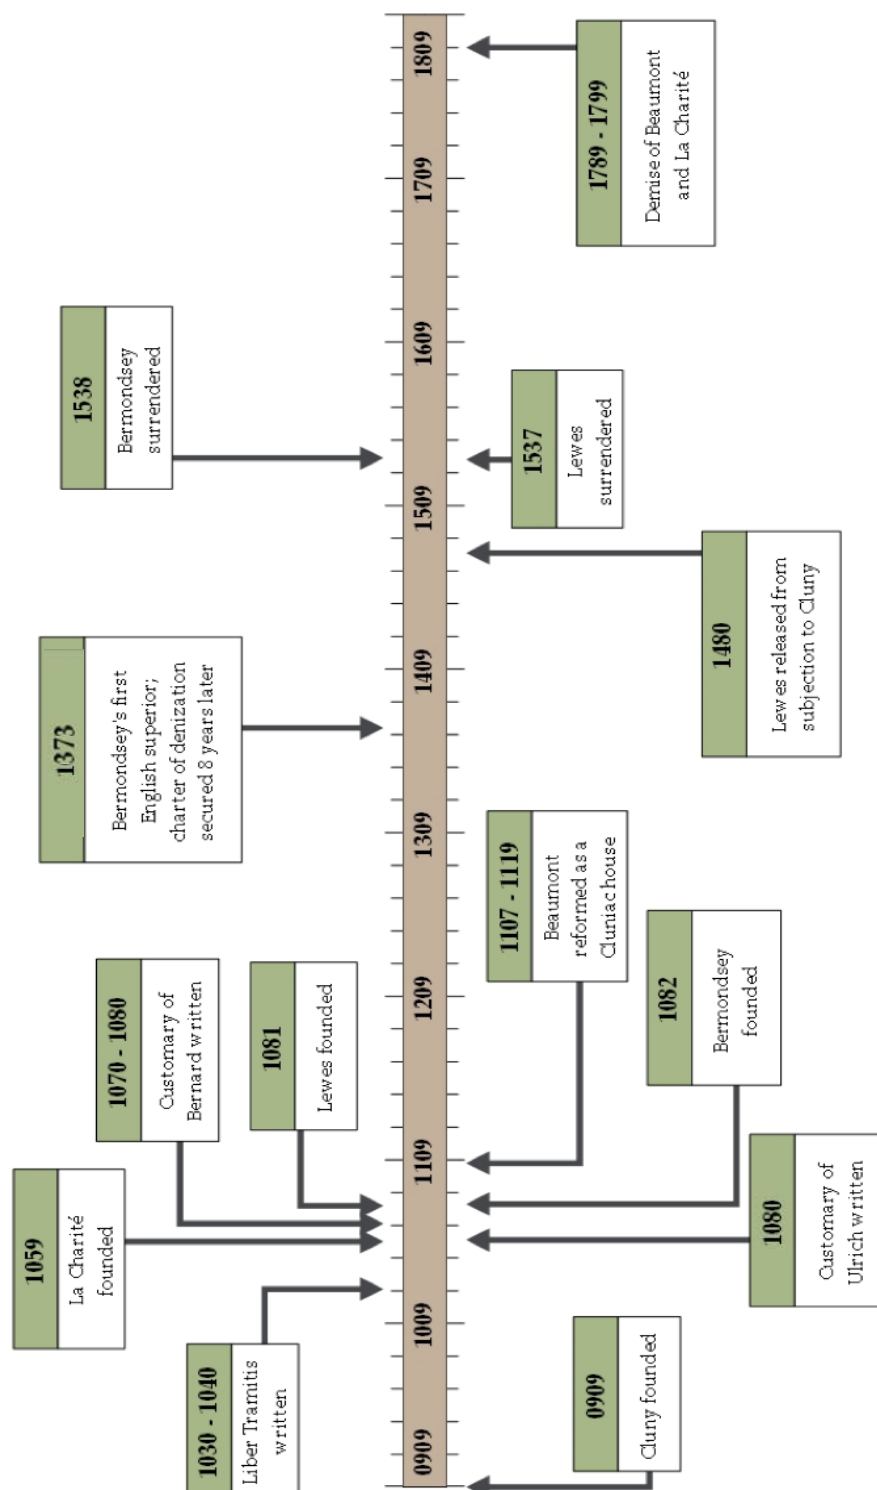 1030 - 1040
Liber Tramitis
written
1059
La Charité
founded
1070 - 1080
Customary of
Bernard written
1081
Lewes founded
1373
Bermondsey's first
English superior;
charter of denization
secured 8 years later
1538
Bermondsey
surrendered
0909
1009
1109
1209
1309
1409
1509
1609
1709
1809
0909
Cluny founded
1080
Customary of
Ulrich written
1082
Bermondsey
founded
1107 - 1119
Beaumont
reformed as a
Cluniac house
1480
Lewes released from
subjection to Cluny
1537
Lewes
surrendered
1789 - 1799
Demise of Beaumont
and La Charité